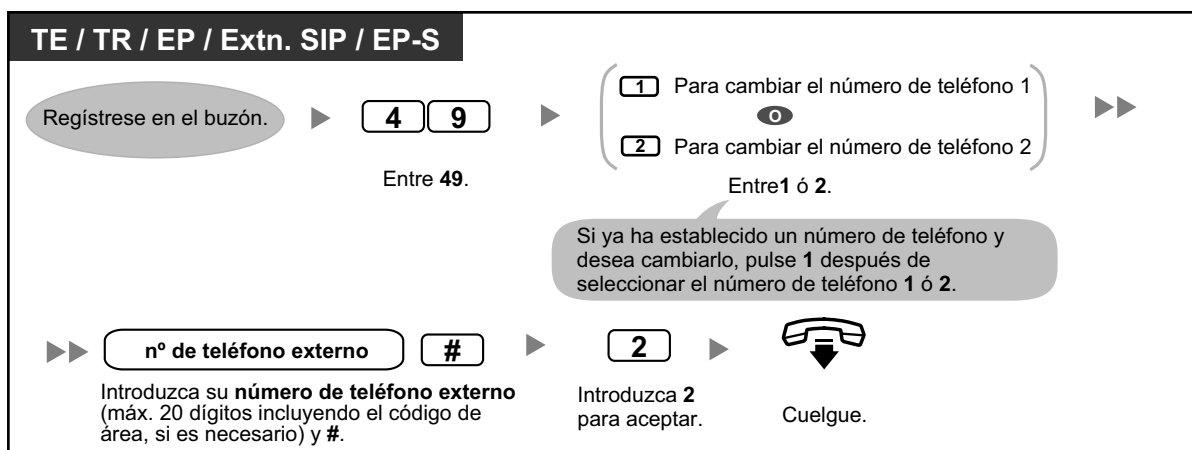 TE / TR / EP / Extn. SIP / EP-S
Regístrese en el buzón.
4 9
Entre 49.
1 Para cambiar el número de teléfono 1
O
2 Para cambiar el número de teléfono 2
Entre1 ó 2.
Si ya ha establecido un número de teléfono y
desea cambiarlo, pulse 1 después de
seleccionar el número de teléfono 1 ó 2.
nº de teléfono externo #
Introduzca su número de teléfono externo
(máx. 20 dígitos incluyendo el código de
área, si es necesario) y #.
2
Introduzca 2
para aceptar.
Cuelgue.